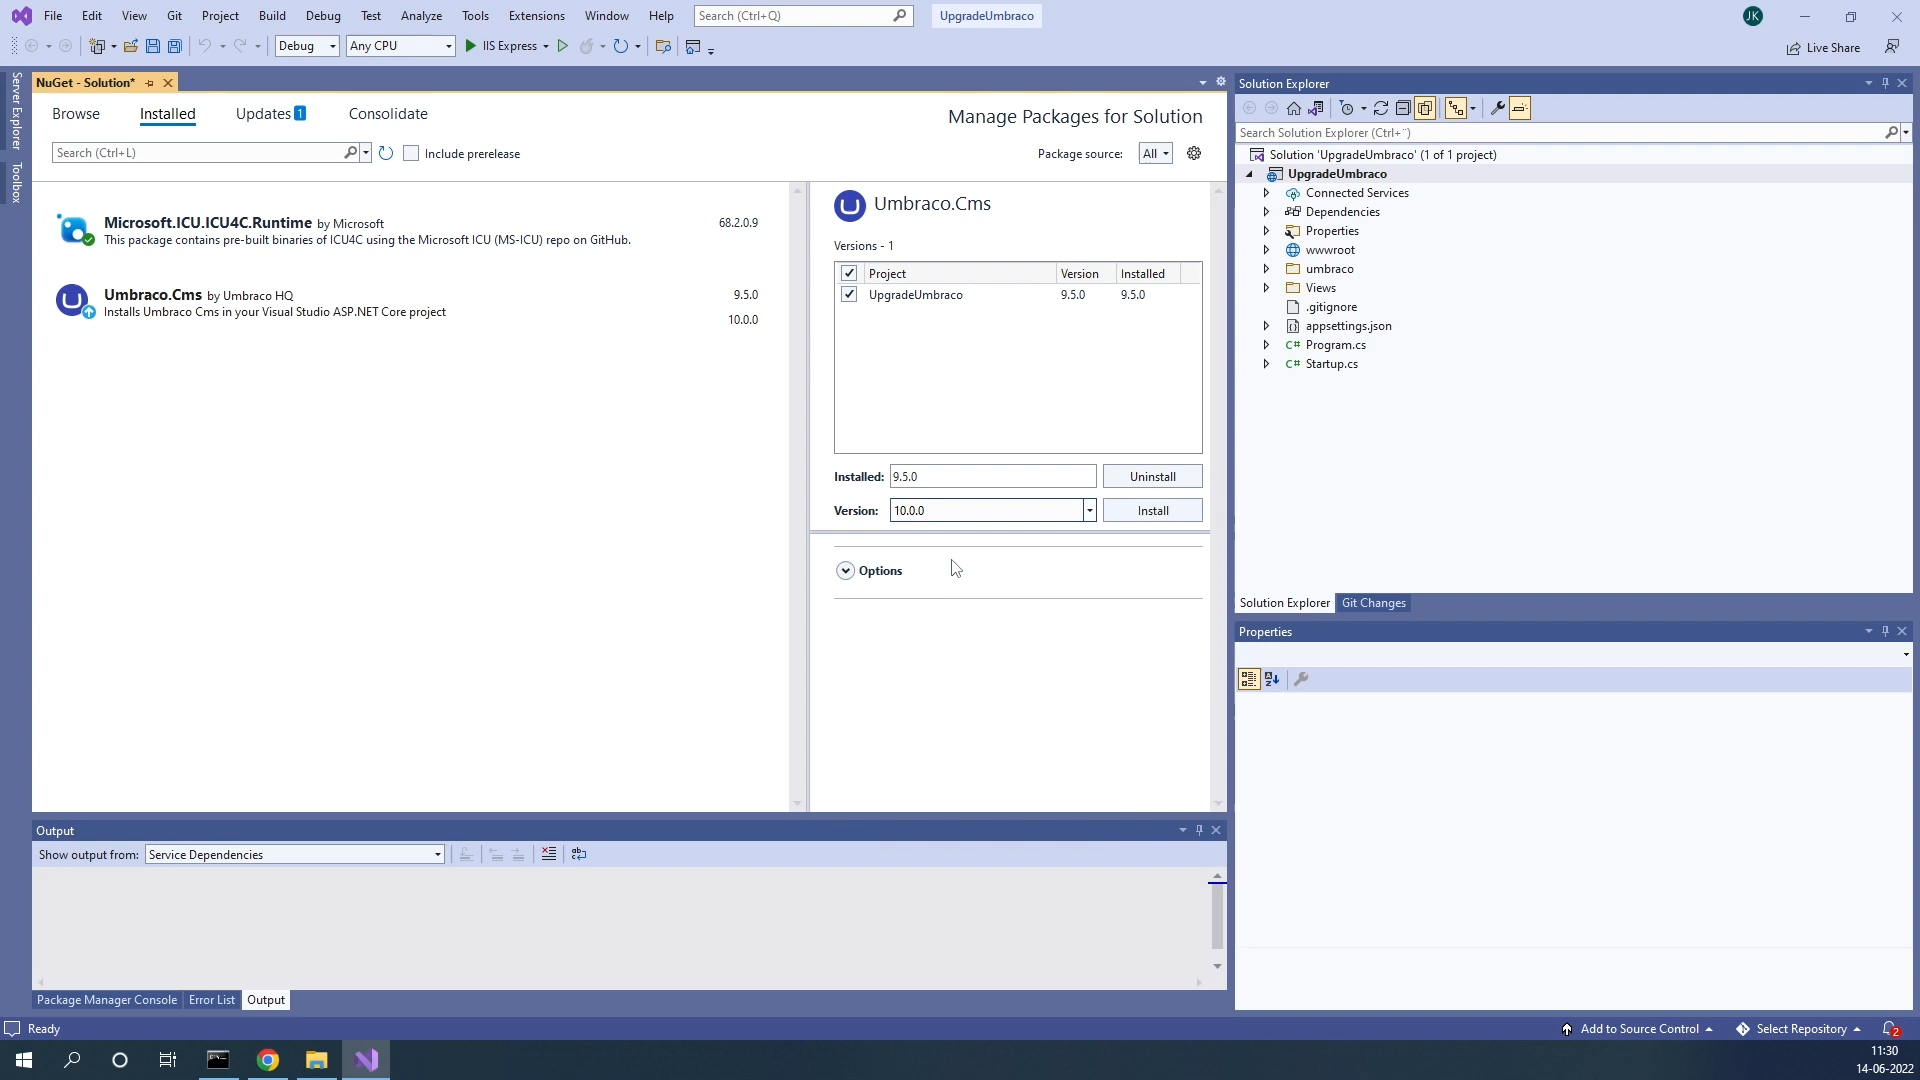 File Edit View Git Project Build Debug Test Analyze Tools Extensions Window Help Search (Ctrl+Q) UpgradeUmbraco JK
Debug Any CPU IIS Express Live Share
Server Explorer
Toolbox
NuGet - Solution*
Browse Installed Updates 1 Consolidate
Manage Packages for Solution
Search (Ctrl+L) Include prerelease
Package source: All
Microsoft.ICU.ICU4C.Runtime by Microsoft 68.2.0.9
This package contains pre-built binaries of ICU4C using the Microsoft ICU (MS-ICU) repo on GitHub.
Umbraco.Cms by Umbraco HQ 9.5.0
Installs Umbraco Cms in your Visual Studio ASP.NET Core project
10.0.0
Umbraco.Cms
Versions - 1
Project Version Installed
UpgradeUmbraco 9.5.0 9.5.0
Installed: 9.5.0 Uninstall
Version: 10.0.0 Install
Options
Output
Show output from: Service Dependencies
Package Manager Console Error List Output
Solution Explorer
Search Solution Explorer (Ctrl+¨)
Solution 'UpgradeUmbraco' (1 of 1 project)
UpgradeUmbraco
Connected Services
Dependencies
Properties
wwwroot
umbraco
Views
.gitignore
appsettings.json
C# Program.cs
C# Startup.cs
Solution Explorer Git Changes
Properties
Ready Add to Source Control Select Repository 2
11:30
14-06-2022